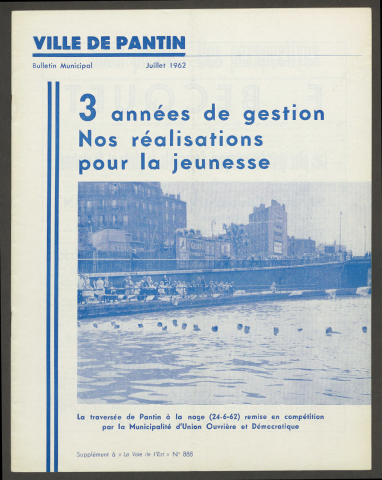 VILLE DE PANTIN
Bulletin Municipal Juillet 1962
3 années de gestion
Nos réalisations
pour la jeunesse
La traversée de Pantin à la nage (24-6-62) remise en compétition
par la Municipalité d'Union Ouvrière et Démocratique
Supplément à « La Voie de l'Est » N° 888